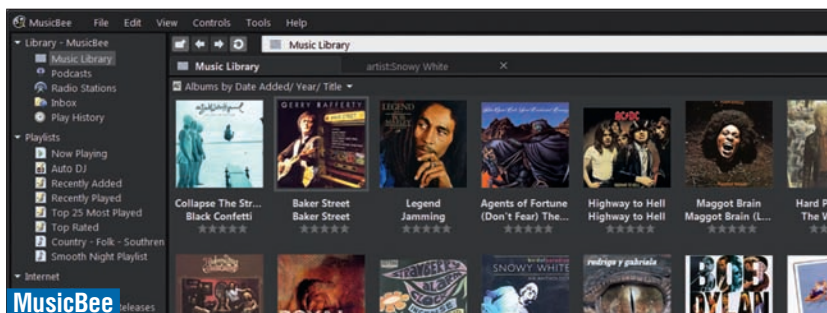 MusicBee File Edit View Controls Tools Help
Library - MusicBee
Music Library
Podcasts
Radio Stations
Inbox
Play History
Playlists
Now Playing
Auto DJ
Recently Added
Recently Played
Top 25 Most Played
Top Rated
Country - Folk - Southren
Smooth Night Playlist
Internet
eleases
MusicBee
Music Library
Music Library artist:Snowy White
Albums by Date Added/ Year/ Title
GERRY RAFFERTY
LEGEND
AC/DC
Collapse The Str... Baker Street Legend Agents of Fortune Highway to Hell Maggot Brain Hard P
Black Confetti Baker Street Jamming (Don't Fear) The... Highway to Hell Maggot Brain (L... The W
STRAWBERRY
ALARM
CLOCK
SNOWY WHITE
rodrigo y gabriela
BOB
DYLAN